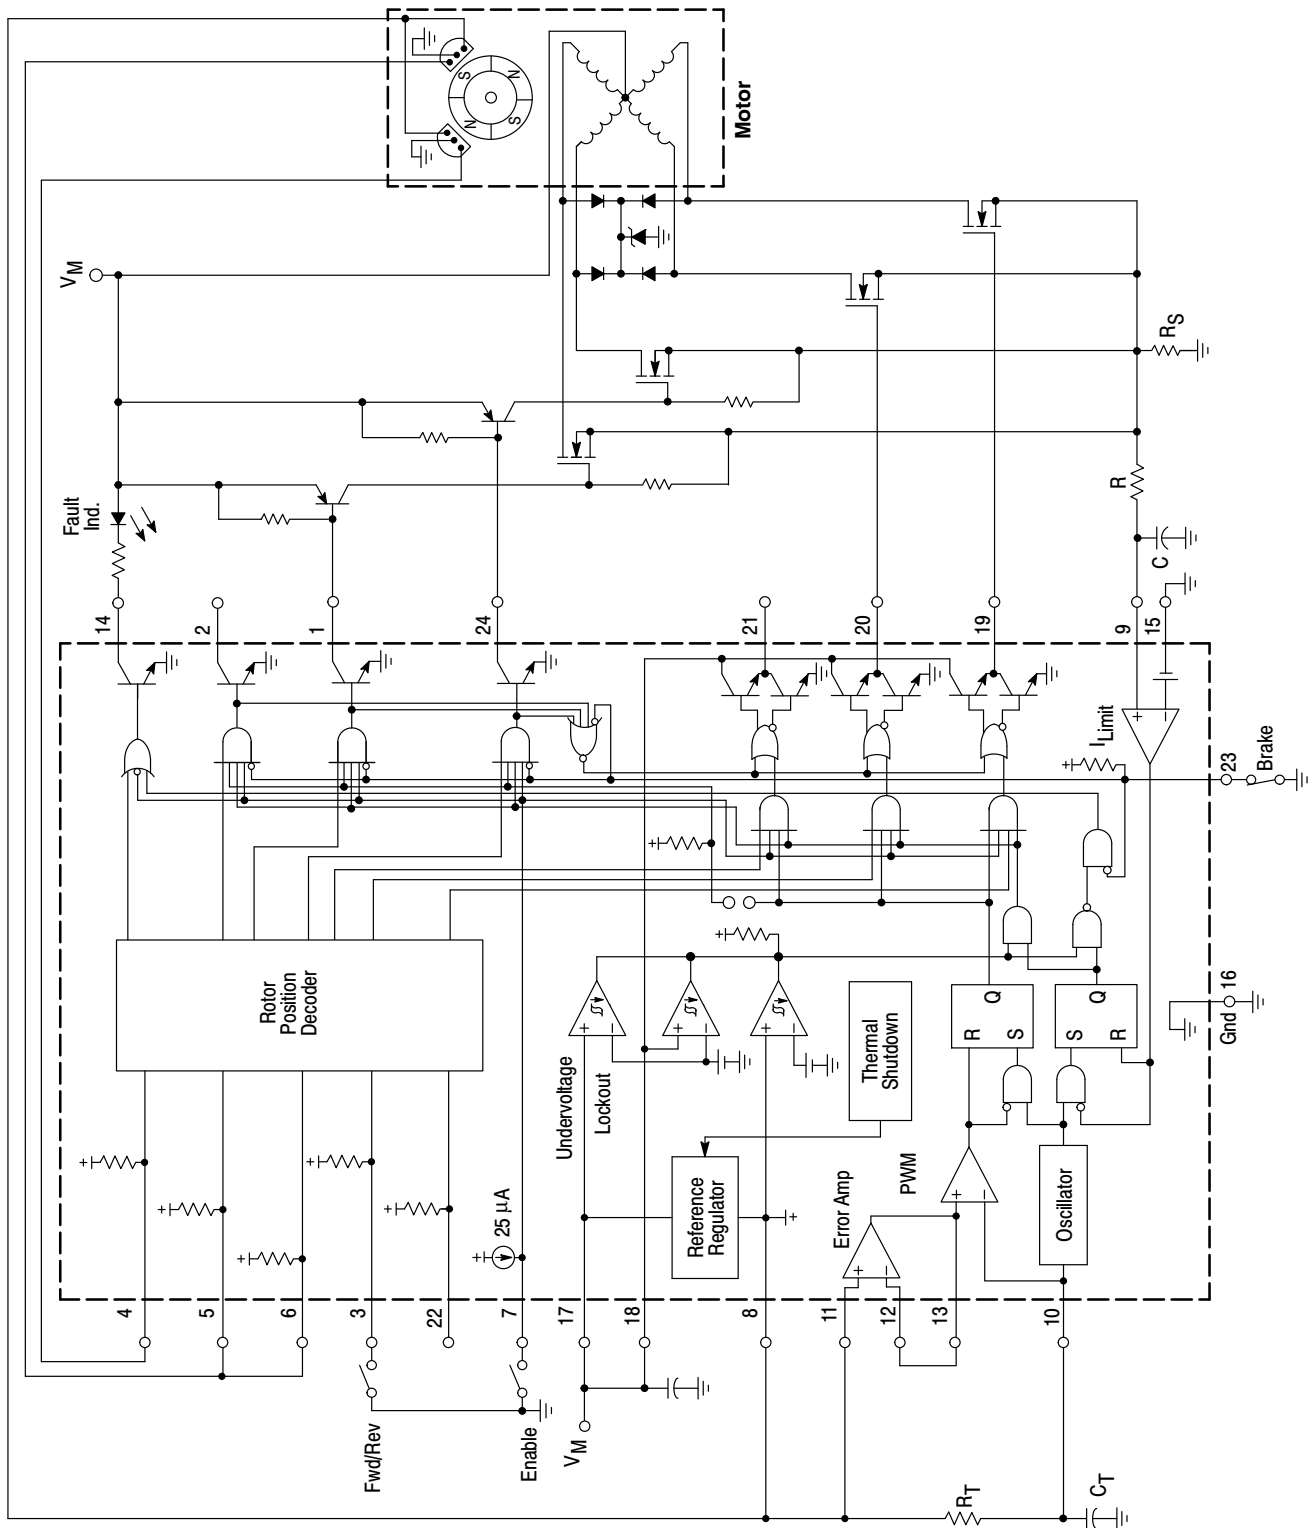 Motor
S
N
S
N
VM
RS
R
C
Fault
Ind.
14
2
1
24
21
20
19
9
15
+
−
ILimit
+
23
Brake
Rotor
Position
Decoder
+
Q
Q
R
S
S
R
Gnd 16
Undervoltage
Lockout
+
−
+
−
+
−
Thermal
Shutdown
+
+
+
+
+
+
25 μA
Reference
Regulator
+
Error Amp
+
−
PWM
+
−
Oscillator
4
5
6
3
22
7
17
18
8
11
12
13
10
Fwd/Rev
Enable
VM
RT
CT